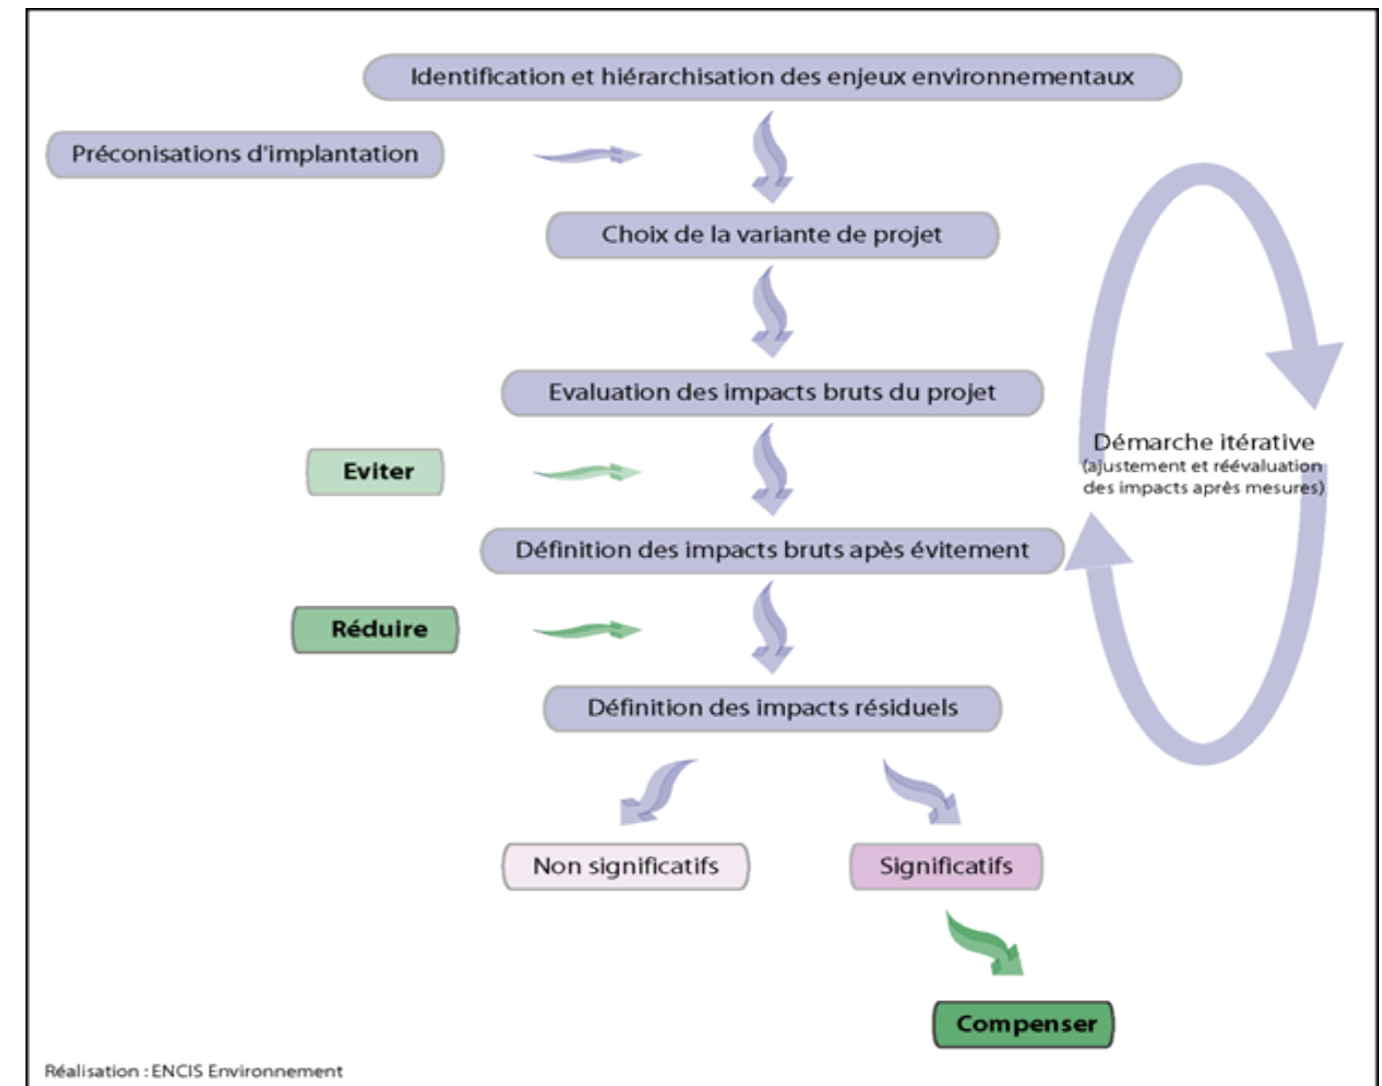 Identification et hiérarchisation des enjeux environnementaux
Préconisations d'implantation
Choix de la variante de projet
Evaluation des impacts bruts du projet
Démarche itérative
(ajustement et réévaluation
des impacts après mesures)
Eviter
Définition des impacts bruts apès évitement
Réduire
Définition des impacts résiduels
Non significatifs
Significatifs
Compenser
Réalisation : ENCIS Environnement